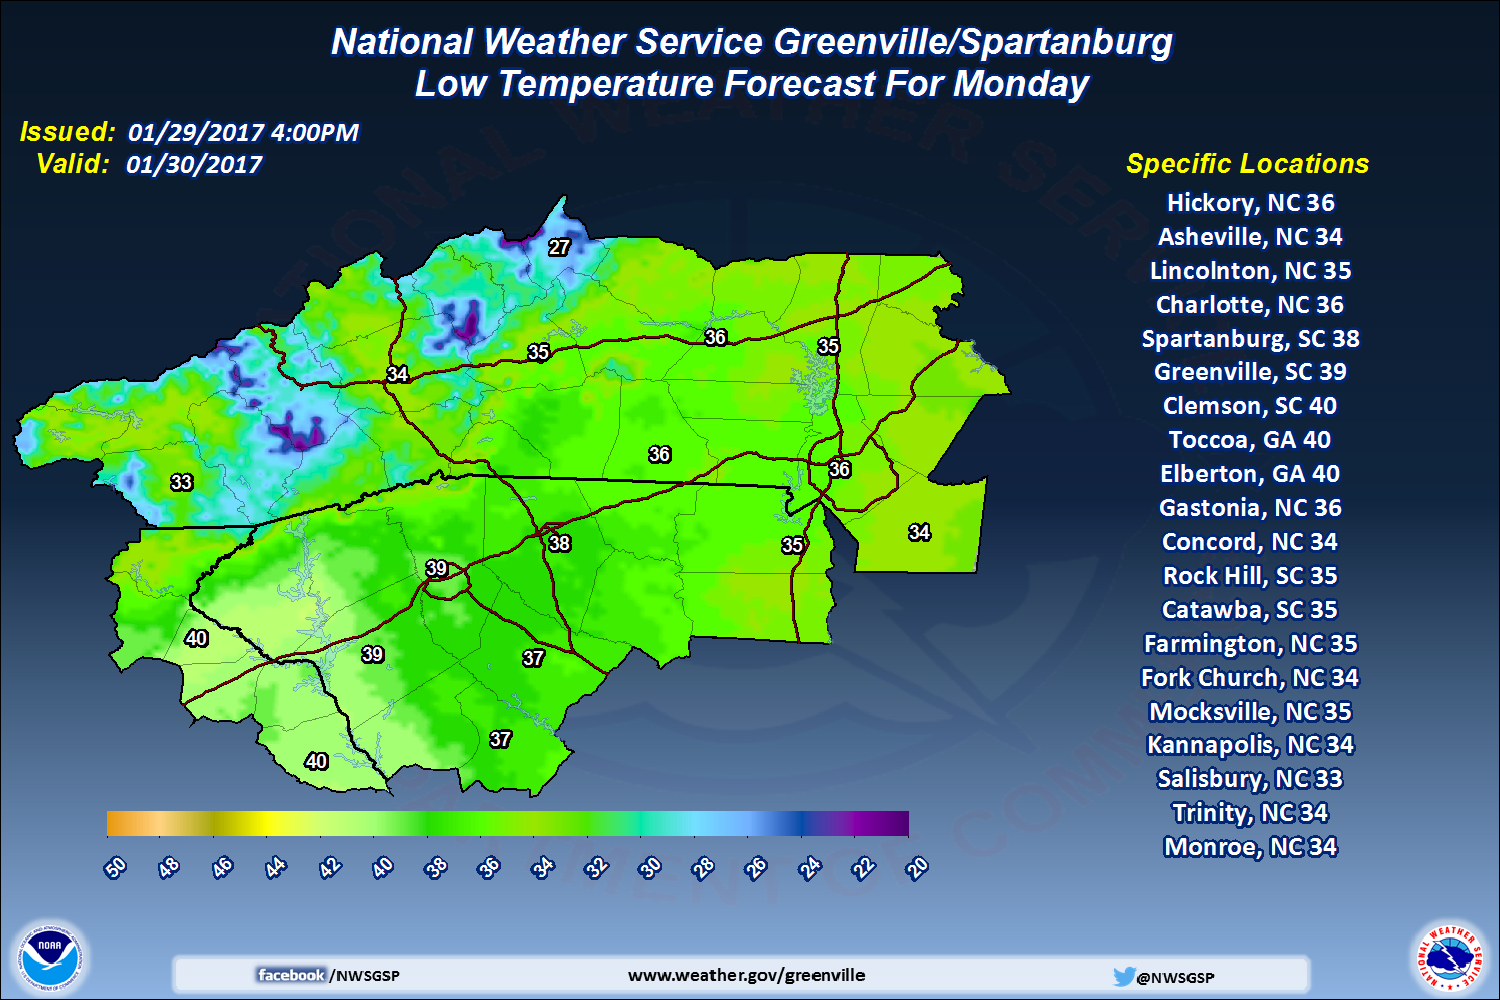 National Weather Service Greenville/Spartanburg
Low Temperature Forecast For Monday
Issued: 01/29/2017 4:00PM
Valid: 01/30/2017
Specific Locations
Hickory, NC 36
Asheville, NC 34
Lincolnton, NC 35
Charlotte, NC 36
Spartanburg, SC 38
Greenville, SC 39
Clemson, SC 40
Toccoa, GA 40
Elberton, GA 40
Gastonia, NC 36
Concord, NC 34
Rock Hill, SC 35
Catawba, SC 35
Farmington, NC 35
Fork Church, NC 34
Mocksville, NC 35
Kannapolis, NC 34
Salisbury, NC 33
Trinity, NC 34
Monroe, NC 34
27
36
35
35
34
36
36
33
34
38
35
39
40
39
37
37
40
50 48 46 44 42 40 38 36 34 32 30 28 26 24 22 20
NOAA
facebook /NWSGSP
www.weather.gov/greenville
@NWSGSP
NATIONAL WEATHER SERVICE